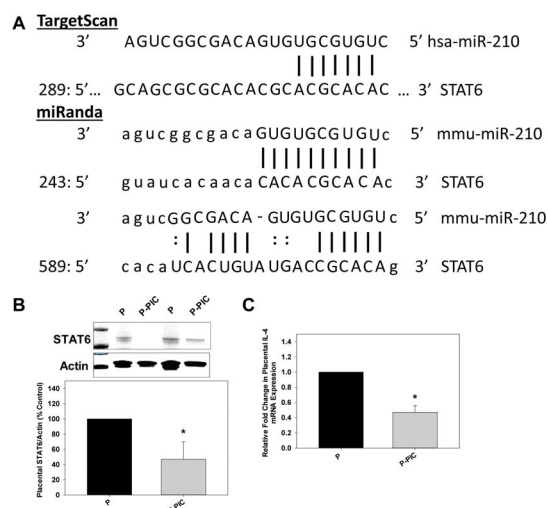 A
TargetScan
3’ AGUCGGCGACAGUGUGCGUGUC 5’ hsa-miR-210
289: 5’... GCAGCGCGCACACGCACGCACAC ... 3’ STAT6
miRanda
3’ agucggcgacaGUGUGCGUGUc 5’ mmu-miR-210
243: 5’ guaucacaacaCACACGCACAc 3’ STAT6
3’ agucGGCGACA-GUGUGCGUGUc 5’ mmu-miR-210
589: 5’ cacaUCACUGUAUGACCGCACAg 3’ STAT6
B
P P-PIC P P-PIC
STAT6
Actin
Placental STAT6/Actin (% Control)
140
120
100
80
60
40
20
0
*
P P-PIC
C
Relative Fold Change in Placental IL-4
mRNA Expression
1.4
1.2
1.0
0.8
0.6
0.4
0.2
0.0
*
P P-PIC